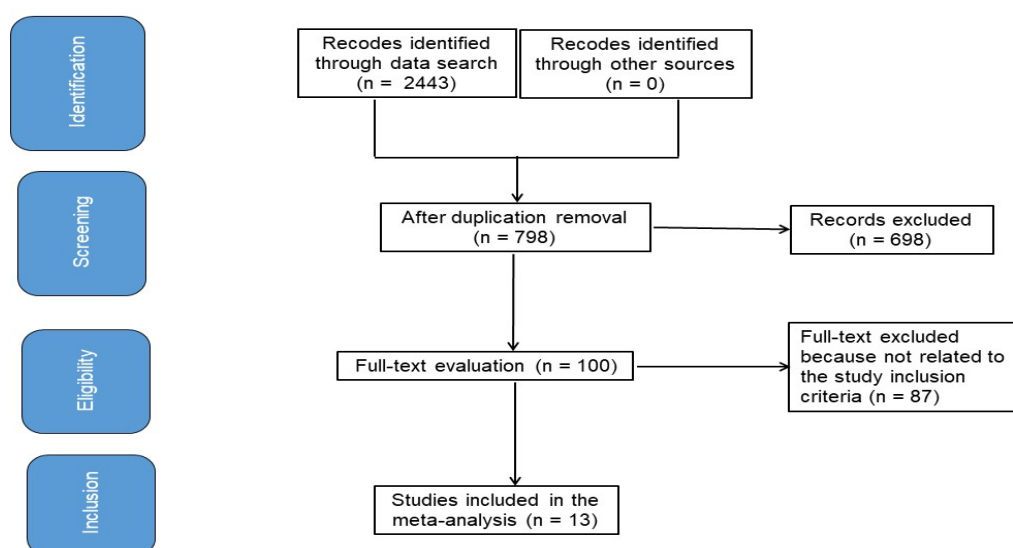 Identification
Recodes identified
through data search
(n = 2443)
Recodes identified
through other sources
(n = 0)
Screening
After duplication removal
(n = 798)
Records excluded
(n = 698)
Eligibility
Full-text evaluation (n = 100)
Full-text excluded
because not related to
the study inclusion
criteria (n = 87)
Inclusion
Studies included in the
meta-analysis (n = 13)